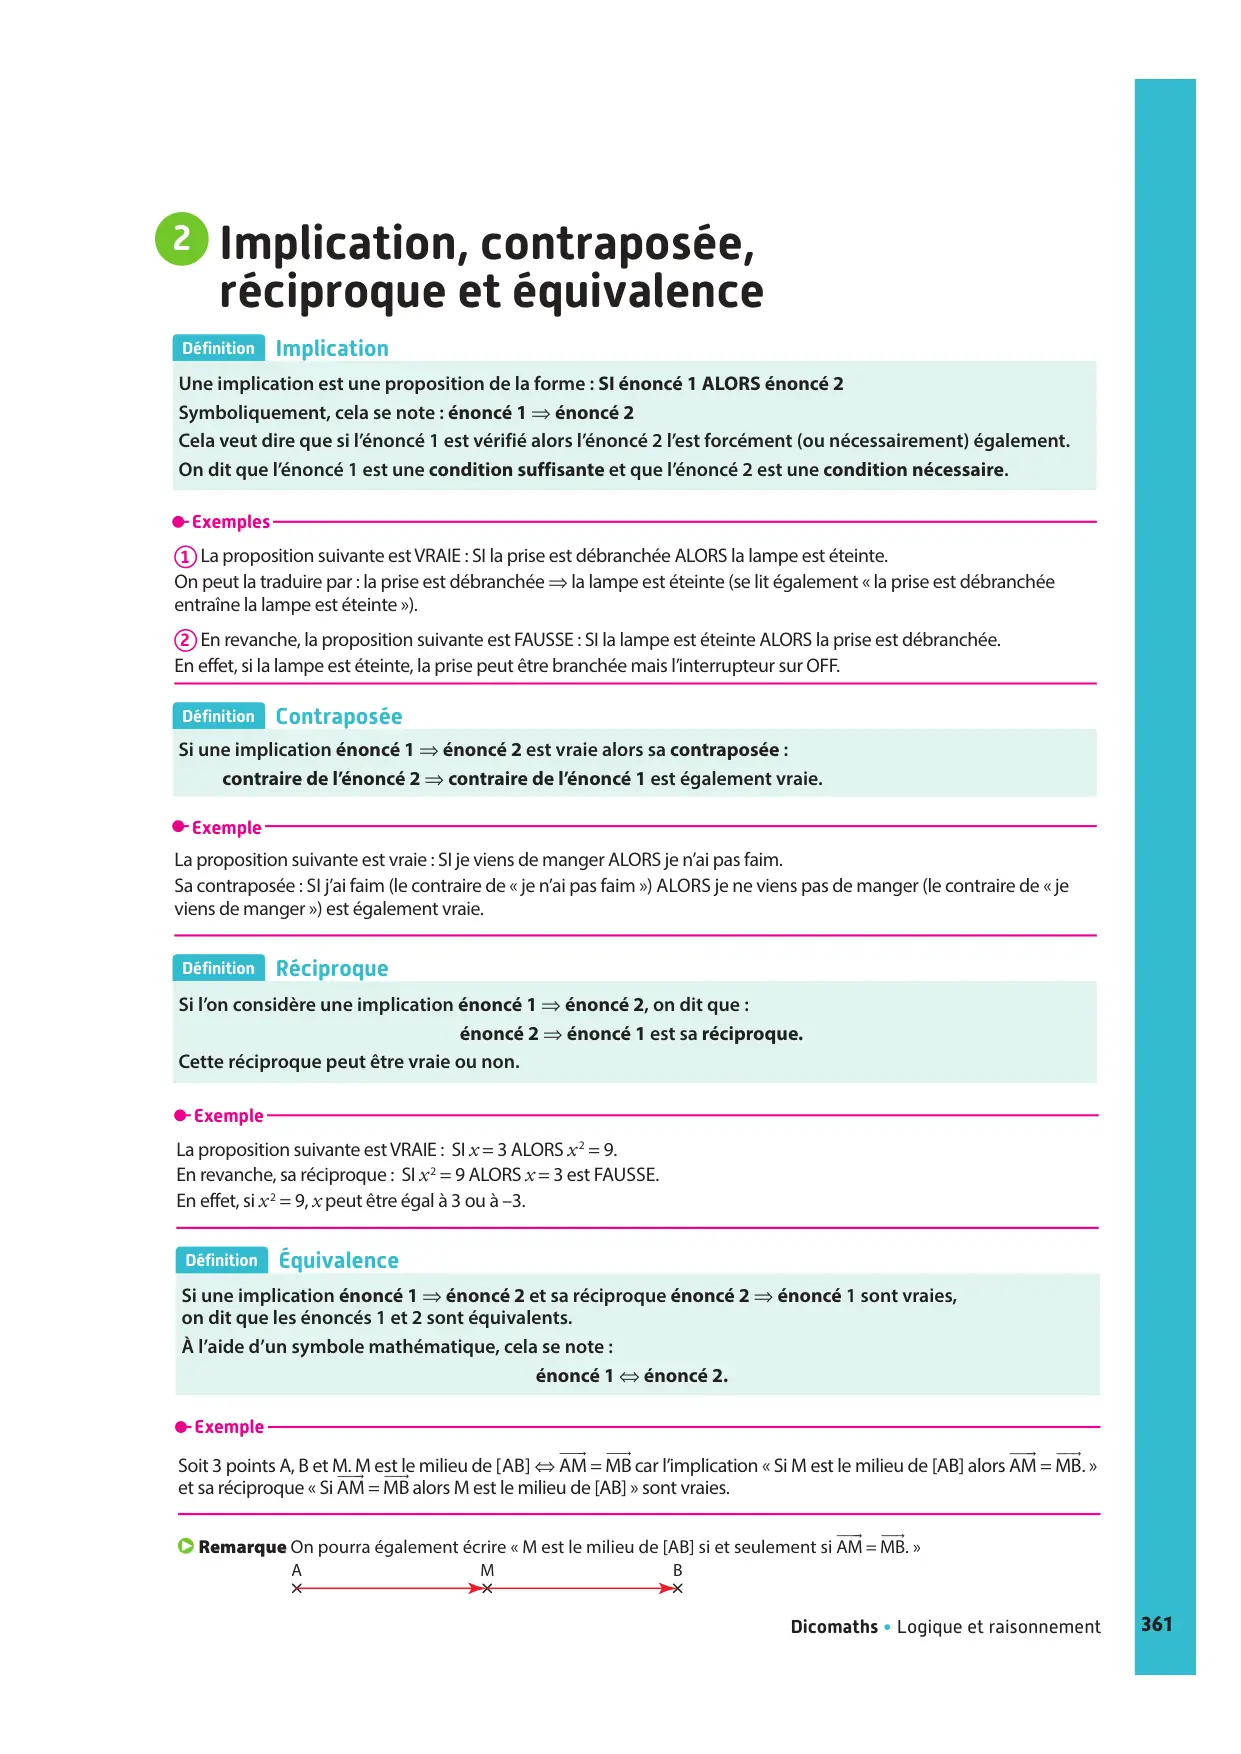 2 Implication, contraposée,
réciproque et équivalence
Définition Implication
Une implication est une proposition de la forme : SI énoncé 1 ALORS énoncé 2
Symboliquement, cela se note : énoncé 1 ⇒ énoncé 2
Cela veut dire que si l’énoncé 1 est vérifié alors l’énoncé 2 l’est forcément (ou nécessairement) également.
On dit que l’énoncé 1 est une condition suffisante et que l’énoncé 2 est une condition nécessaire.
Exemples
1 La proposition suivante est VRAIE : SI la prise est débranchée ALORS la lampe est éteinte.
On peut la traduire par : la prise est débranchée ⇒ la lampe est éteinte (se lit également « la prise est débranchée
entraîne la lampe est éteinte »).
2 En revanche, la proposition suivante est FAUSSE : SI la lampe est éteinte ALORS la prise est débranchée.
En effet, si la lampe est éteinte, la prise peut être branchée mais l’interrupteur sur OFF.
Définition Contraposée
Si une implication énoncé 1 ⇒ énoncé 2 est vraie alors sa contraposée :
contraire de l’énoncé 2 ⇒ contraire de l’énoncé 1 est également vraie.
Exemple
La proposition suivante est vraie : SI je viens de manger ALORS je n’ai pas faim.
Sa contraposée : SI j’ai faim (le contraire de « je n’ai pas faim ») ALORS je ne viens pas de manger (le contraire de « je
viens de manger ») est également vraie.
Définition Réciproque
Si l’on considère une implication énoncé 1 ⇒ énoncé 2, on dit que :
énoncé 2 ⇒ énoncé 1 est sa réciproque.
Cette réciproque peut être vraie ou non.
Exemple
La proposition suivante est VRAIE : SI x = 3 ALORS x² = 9.
En revanche, sa réciproque : SI x² = 9 ALORS x = 3 est FAUSSE.
En effet, si x² = 9, x peut être égal à 3 ou à –3.
Définition Équivalence
Si une implication énoncé 1 ⇒ énoncé 2 et sa réciproque énoncé 2 ⇒ énoncé 1 sont vraies,
on dit que les énoncés 1 et 2 sont équivalents.
À l’aide d’un symbole mathématique, cela se note :
énoncé 1 ⇔ énoncé 2.
Exemple
Soit 3 points A, B et M. M est le milieu de [AB] ⇔ AM⃗ = MB⃗ car l’implication « Si M est le milieu de [AB] alors AM⃗ = MB⃗. »
et sa réciproque « Si AM⃗ = MB⃗ alors M est le milieu de [AB] » sont vraies.
Remarque On pourra également écrire « M est le milieu de [AB] si et seulement si AM⃗ = MB⃗. »
A M B
Dicomaths • Logique et raisonnement 361